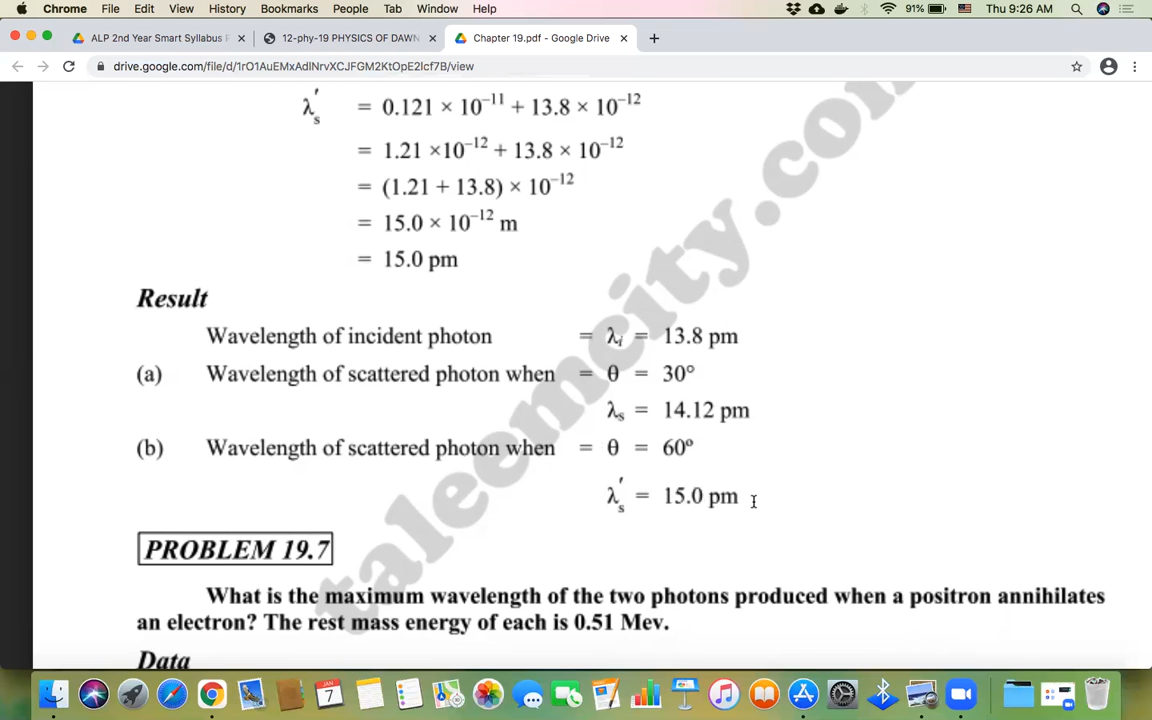 Chrome File Edit View History Bookmarks People Tab Window Help 91% Thu 9:26 AM
ALP 2nd Year Smart Syllabus P × 12-phy-19 PHYSICS OF DAWN × Chapter 19.pdf - Google Drive × +
drive.google.com/file/d/1rO1AuEMxAdlNrvXCJFGM2KtOpE2Icf7B/view
λ's = 0.121 × 10⁻¹¹ + 13.8 × 10⁻¹²
= 1.21 ×10⁻¹² + 13.8 × 10⁻¹²
= (1.21 + 13.8) × 10⁻¹²
= 15.0 × 10⁻¹² m
= 15.0 pm
Result
Wavelength of incident photon = λi = 13.8 pm
(a) Wavelength of scattered photon when = θ = 30°
λs = 14.12 pm
(b) Wavelength of scattered photon when = θ = 60°
λ's = 15.0 pm
PROBLEM 19.7
What is the maximum wavelength of the two photons produced when a positron annihilates
an electron? The rest mass energy of each is 0.51 Mev.
Data
taleemcity.com
JAN
7